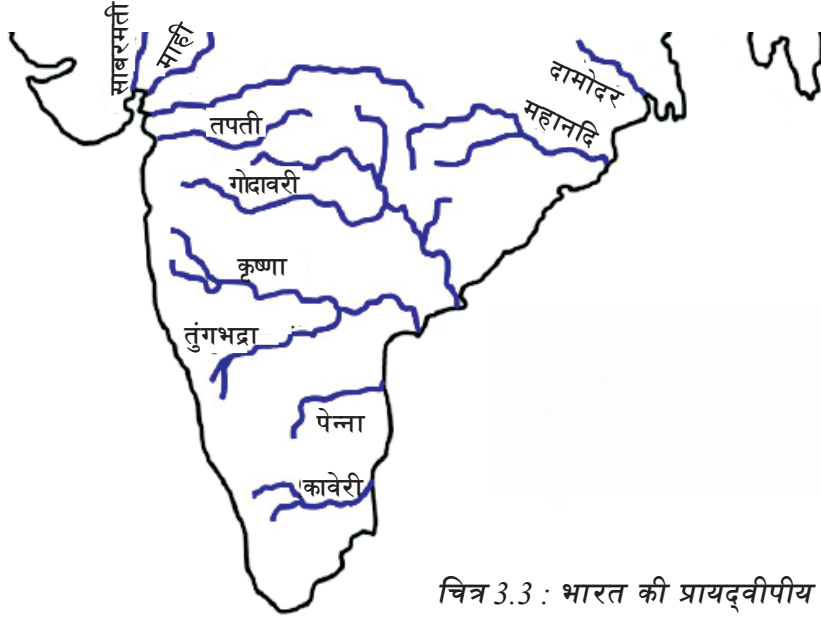 साबरमती
माही
दामोदर
महानदि
तपती
गोदावरी
कृष्णा
तुंगभद्रा
पेन्ना
कावेरी
चित्र 3.3 : भारत की प्रायद्वीपीय